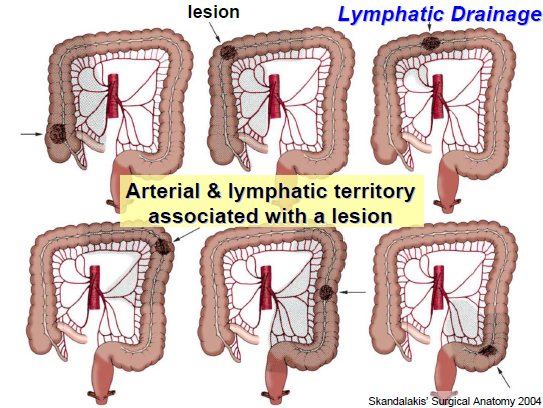 lesion
Lymphatic Drainage
Arterial & lymphatic territory
associated with a lesion
Skandalakis' Surgical Anatomy 2004